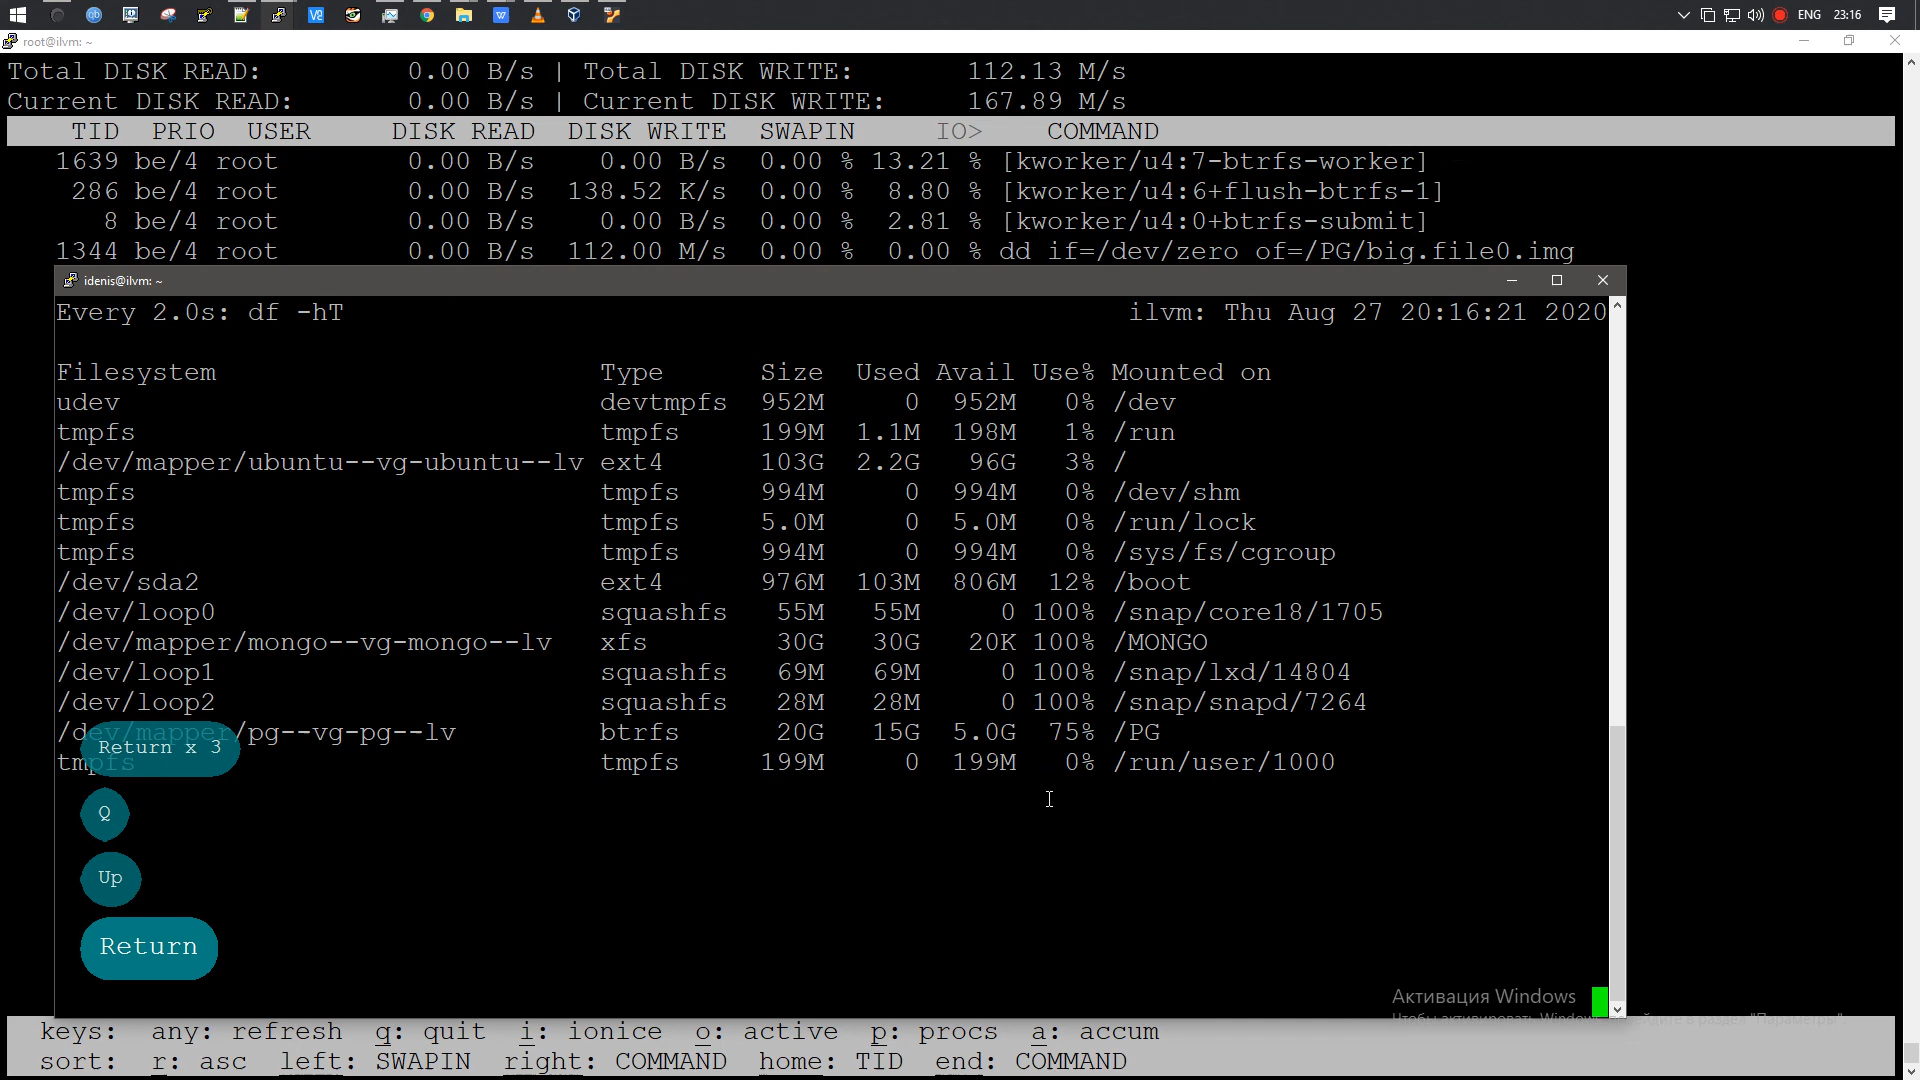 ENG 23:16
root@ilvm: ~
Total DISK READ: 0.00 B/s | Total DISK WRITE: 112.13 M/s
Current DISK READ: 0.00 B/s | Current DISK WRITE: 167.89 M/s
TID PRIO USER DISK READ DISK WRITE SWAPIN IO> COMMAND
1639 be/4 root 0.00 B/s 0.00 B/s 0.00 % 13.21 % [kworker/u4:7-btrfs-worker]
286 be/4 root 0.00 B/s 138.52 K/s 0.00 % 8.80 % [kworker/u4:6+flush-btrfs-1]
8 be/4 root 0.00 B/s 0.00 B/s 0.00 % 2.81 % [kworker/u4:0+btrfs-submit]
1344 be/4 root 0.00 B/s 112.00 M/s 0.00 % 0.00 % dd if=/dev/zero of=/PG/big.file0.img
idenis@ilvm: ~
Every 2.0s: df -hT ilvm: Thu Aug 27 20:16:21 2020
Filesystem Type Size Used Avail Use% Mounted on
udev devtmpfs 952M 0 952M 0% /dev
tmpfs tmpfs 199M 1.1M 198M 1% /run
/dev/mapper/ubuntu--vg-ubuntu--lv ext4 103G 2.2G 96G 3% /
tmpfs tmpfs 994M 0 994M 0% /dev/shm
tmpfs tmpfs 5.0M 0 5.0M 0% /run/lock
tmpfs tmpfs 994M 0 994M 0% /sys/fs/cgroup
/dev/sda2 ext4 976M 103M 806M 12% /boot
/dev/loop0 squashfs 55M 55M 0 100% /snap/core18/1705
/dev/mapper/mongo--vg-mongo--lv xfs 30G 30G 20K 100% /MONGO
/dev/loop1 squashfs 69M 69M 0 100% /snap/lxd/14804
/dev/loop2 squashfs 28M 28M 0 100% /snap/snapd/7264
/dev/mapper/pg--vg-pg--lv btrfs 20G 15G 5.0G 75% /PG
Return x 3
tmpfs tmpfs 199M 0 199M 0% /run/user/1000
Q
Up
Return
Активация Windows
keys: any: refresh q: quit i: ionice o: active p: procs a: accum
sort: r: asc left: SWAPIN right: COMMAND home: TID end: COMMAND